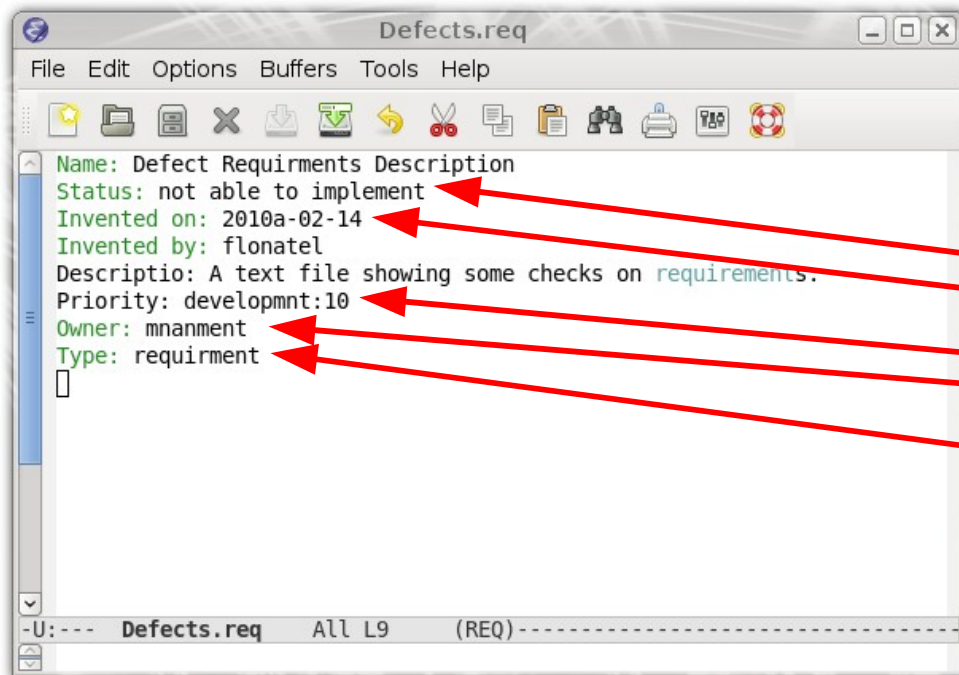 Defects.req
File Edit Options Buffers Tools Help
Name: Defect Requirments Description
Status: not able to implement
Invented on: 2010a-02-14
Invented by: flonatel
Descriptio: A text file showing some checks on requirements.
Priority: developmnt:10
Owner: mnanment
Type: requirment
-U:--- Defects.req All L9 (REQ)-----------------------------------